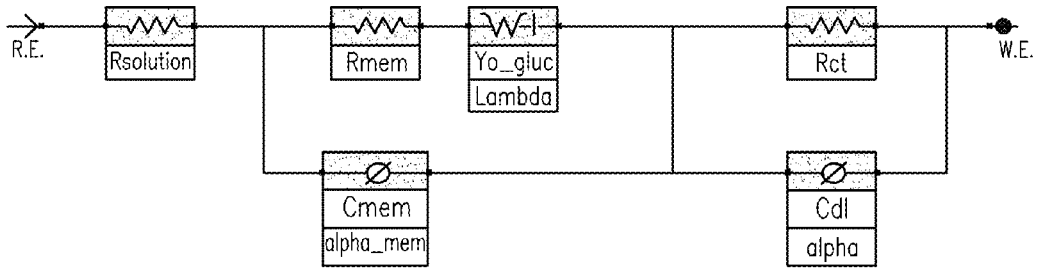 R.E.
Rsolution
Rmem
Yo_gluc
Lambda
Rct
W.E.
Cmem
alpha_mem
Cdl
alpha